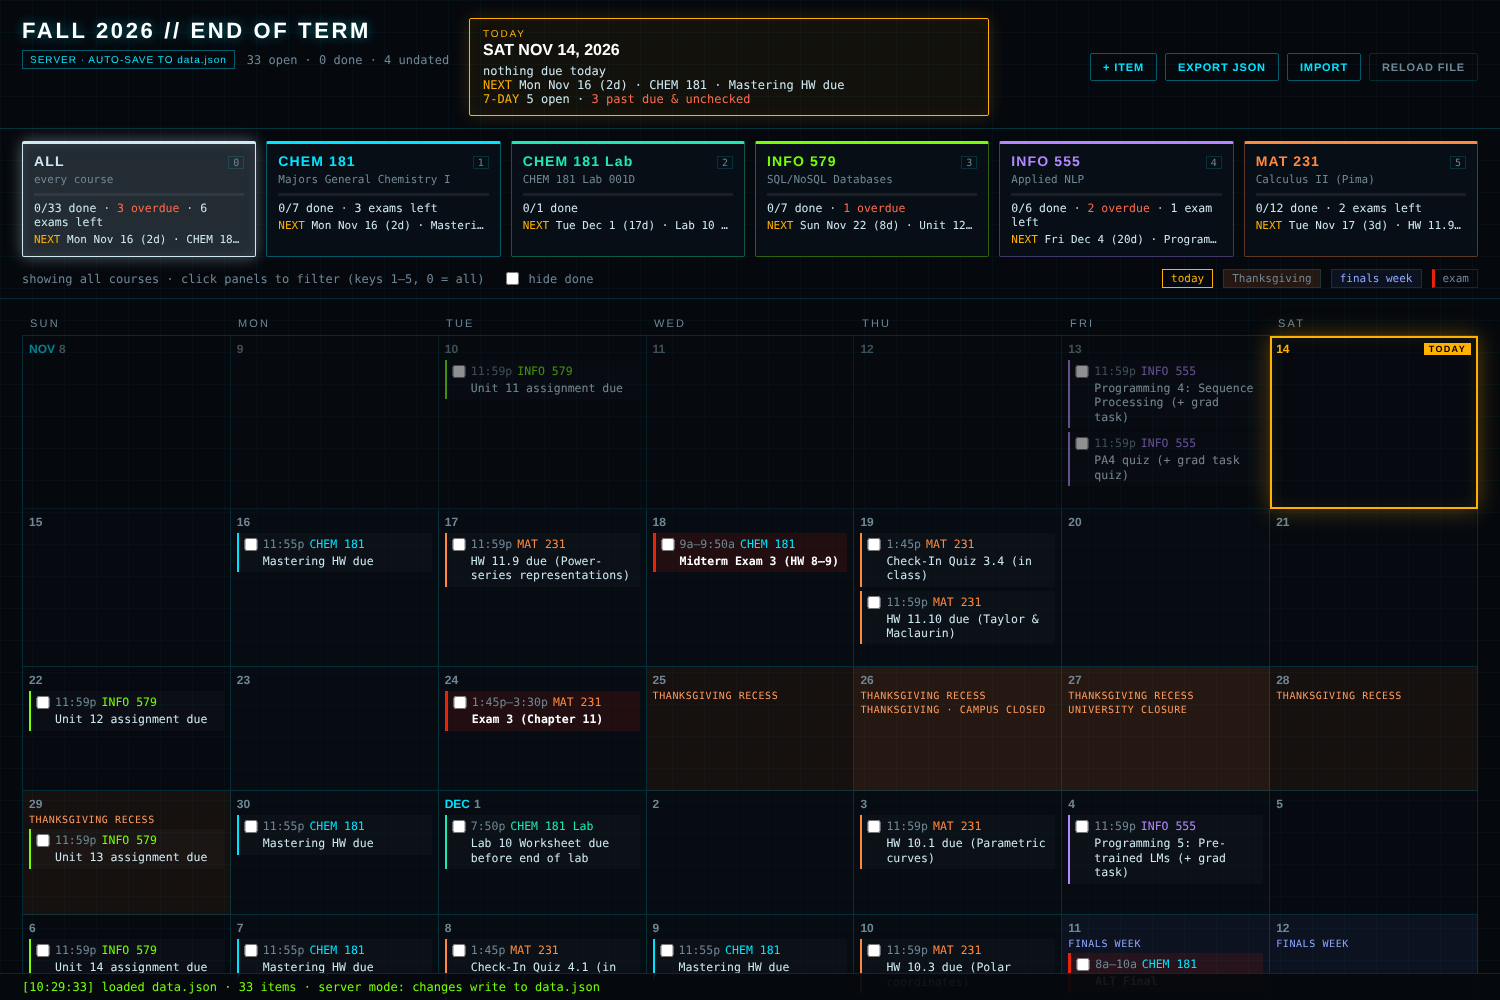 FALL 2026 // END OF TERM
SERVER · AUTO-SAVE TO data.json
33 open · 0 done · 4 undated
TODAY
SAT NOV 14, 2026
nothing due today
NEXT Mon Nov 16 (2d) · CHEM 181 · Mastering HW due
7-DAY 5 open · 3 past due & unchecked
+ ITEM
EXPORT JSON
IMPORT
RELOAD FILE
ALL
0
every course
0/33 done · 3 overdue · 6
exams left
NEXT Mon Nov 16 (2d) · CHEM 18…
CHEM 181
1
Majors General Chemistry I
0/7 done · 3 exams left
NEXT Mon Nov 16 (2d) · Masteri…
CHEM 181 Lab
2
CHEM 181 Lab 001D
0/1 done
NEXT Tue Dec 1 (17d) · Lab 10 …
INFO 579
3
SQL/NoSQL Databases
0/7 done · 1 overdue
NEXT Sun Nov 22 (8d) · Unit 12…
INFO 555
4
Applied NLP
0/6 done · 2 overdue · 1 exam
left
NEXT Fri Dec 4 (20d) · Program…
MAT 231
5
Calculus II (Pima)
0/12 done · 2 exams left
NEXT Tue Nov 17 (3d) · HW 11.9…
showing all courses · click panels to filter (keys 1–5, 0 = all)
hide done
today
Thanksgiving
finals week
exam
SUN
MON
TUE
WED
THU
FRI
SAT
NOV 8
9
10
11:59p INFO 579
Unit 11 assignment due
11
12
13
11:59p INFO 555
Programming 4: Sequence
Processing (+ grad
task)
11:59p INFO 555
PA4 quiz (+ grad task
quiz)
14
TODAY
15
16
11:55p CHEM 181
Mastering HW due
17
11:59p MAT 231
HW 11.9 due (Power-
series representations)
18
9a–9:50a CHEM 181
Midterm Exam 3 (HW 8–9)
19
1:45p MAT 231
Check-In Quiz 3.4 (in
class)
11:59p MAT 231
HW 11.10 due (Taylor &
Maclaurin)
20
21
22
11:59p INFO 579
Unit 12 assignment due
23
24
1:45p–3:30p MAT 231
Exam 3 (Chapter 11)
25
THANKSGIVING RECESS
26
THANKSGIVING RECESS
THANKSGIVING · CAMPUS CLOSED
27
THANKSGIVING RECESS
UNIVERSITY CLOSURE
28
THANKSGIVING RECESS
29
THANKSGIVING RECESS
11:59p INFO 579
Unit 13 assignment due
30
11:55p CHEM 181
Mastering HW due
DEC 1
7:50p CHEM 181 Lab
Lab 10 Worksheet due
before end of lab
2
3
11:59p MAT 231
HW 10.1 due (Parametric
curves)
4
11:59p INFO 555
Programming 5: Pre-
trained LMs (+ grad
task)
5
6
11:59p INFO 579
Unit 14 assignment due
7
11:55p CHEM 181
Mastering HW due
8
1:45p MAT 231
Check-In Quiz 4.1 (in
9
11:55p CHEM 181
Mastering HW due
10
11:59p MAT 231
HW 10.3 due (Polar
coordinates)
11
FINALS WEEK
8a–10a CHEM 181
ALT Final
12
FINALS WEEK
[10:29:33] loaded data.json · 33 items · server mode: changes write to data.json